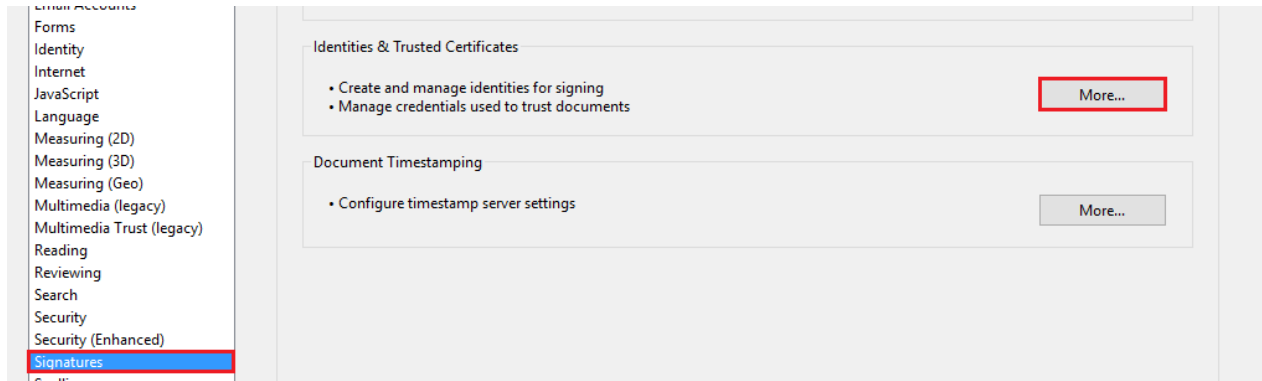 Email Accounts
Forms
Identity
Internet
JavaScript
Language
Measuring (2D)
Measuring (3D)
Measuring (Geo)
Multimedia (legacy)
Multimedia Trust (legacy)
Reading
Reviewing
Search
Security
Security (Enhanced)
Signatures
Identities & Trusted Certificates
• Create and manage identities for signing
• Manage credentials used to trust documents
More...
Document Timestamping
• Configure timestamp server settings
More...